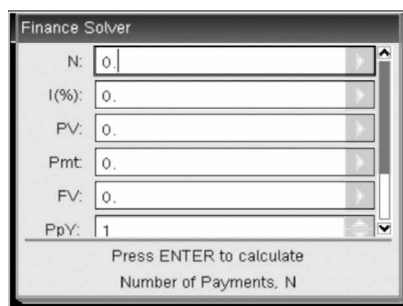 Finance Solver
N: 0.
I(%): 0.
PV: 0.
Pmt: 0.
FV: 0.
PpY: 1
Press ENTER to calculate
Number of Payments, N